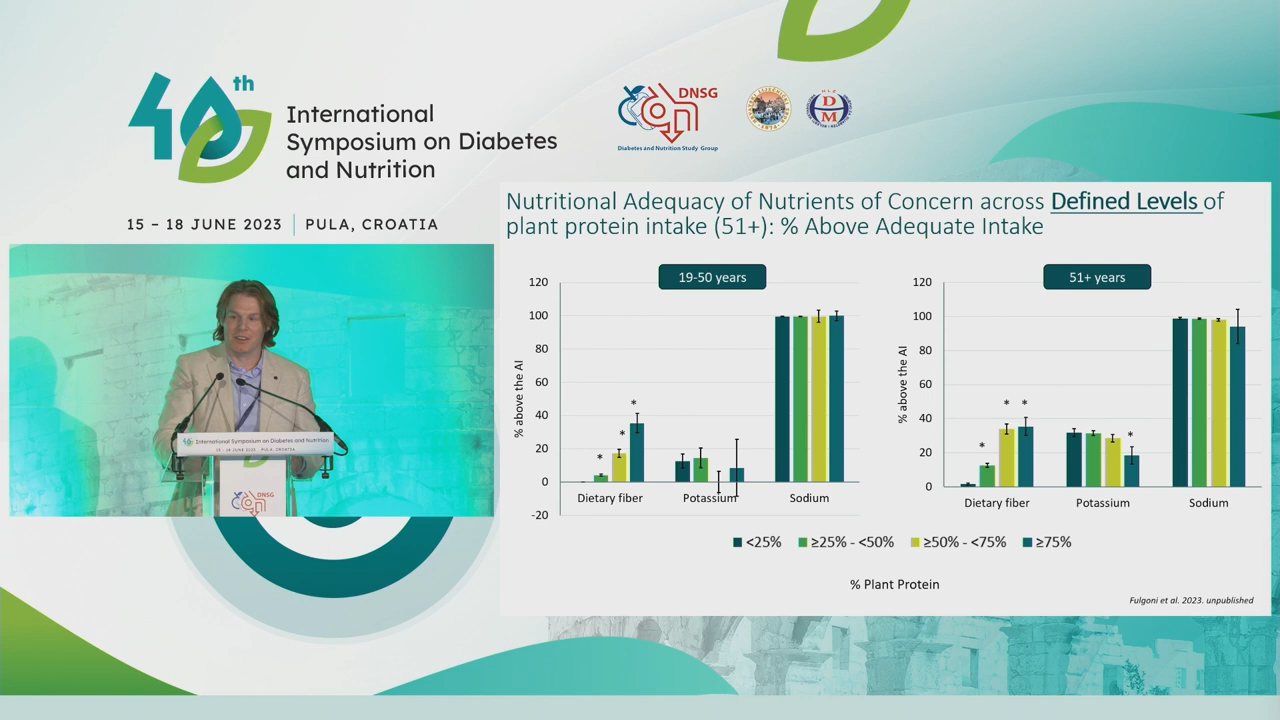 40th
International
Symposium on Diabetes
and Nutrition
15 – 18 JUNE 2023 | PULA, CROATIA
DNSG
Diabetes and Nutrition Study Group
DM
Nutritional Adequacy of Nutrients of Concern across Defined Levels of
plant protein intake (51+): % Above Adequate Intake
19-50 years
% above the AI
120
100
80
60
40
20
0
-20
* * *
Dietary fiber
Potassium
Sodium
51+ years
% above the AI
120
100
80
60
40
20
0
* * * *
Dietary fiber
Potassium
Sodium
<25% ≥25% - <50% ≥50% - <75% ≥75%
% Plant Protein
Fulgoni et al. 2023. unpublished
International Symposium on Diabetes and Nutrition
15 - 18 JUNE 2023 | PULA, CROATIA
DNSG